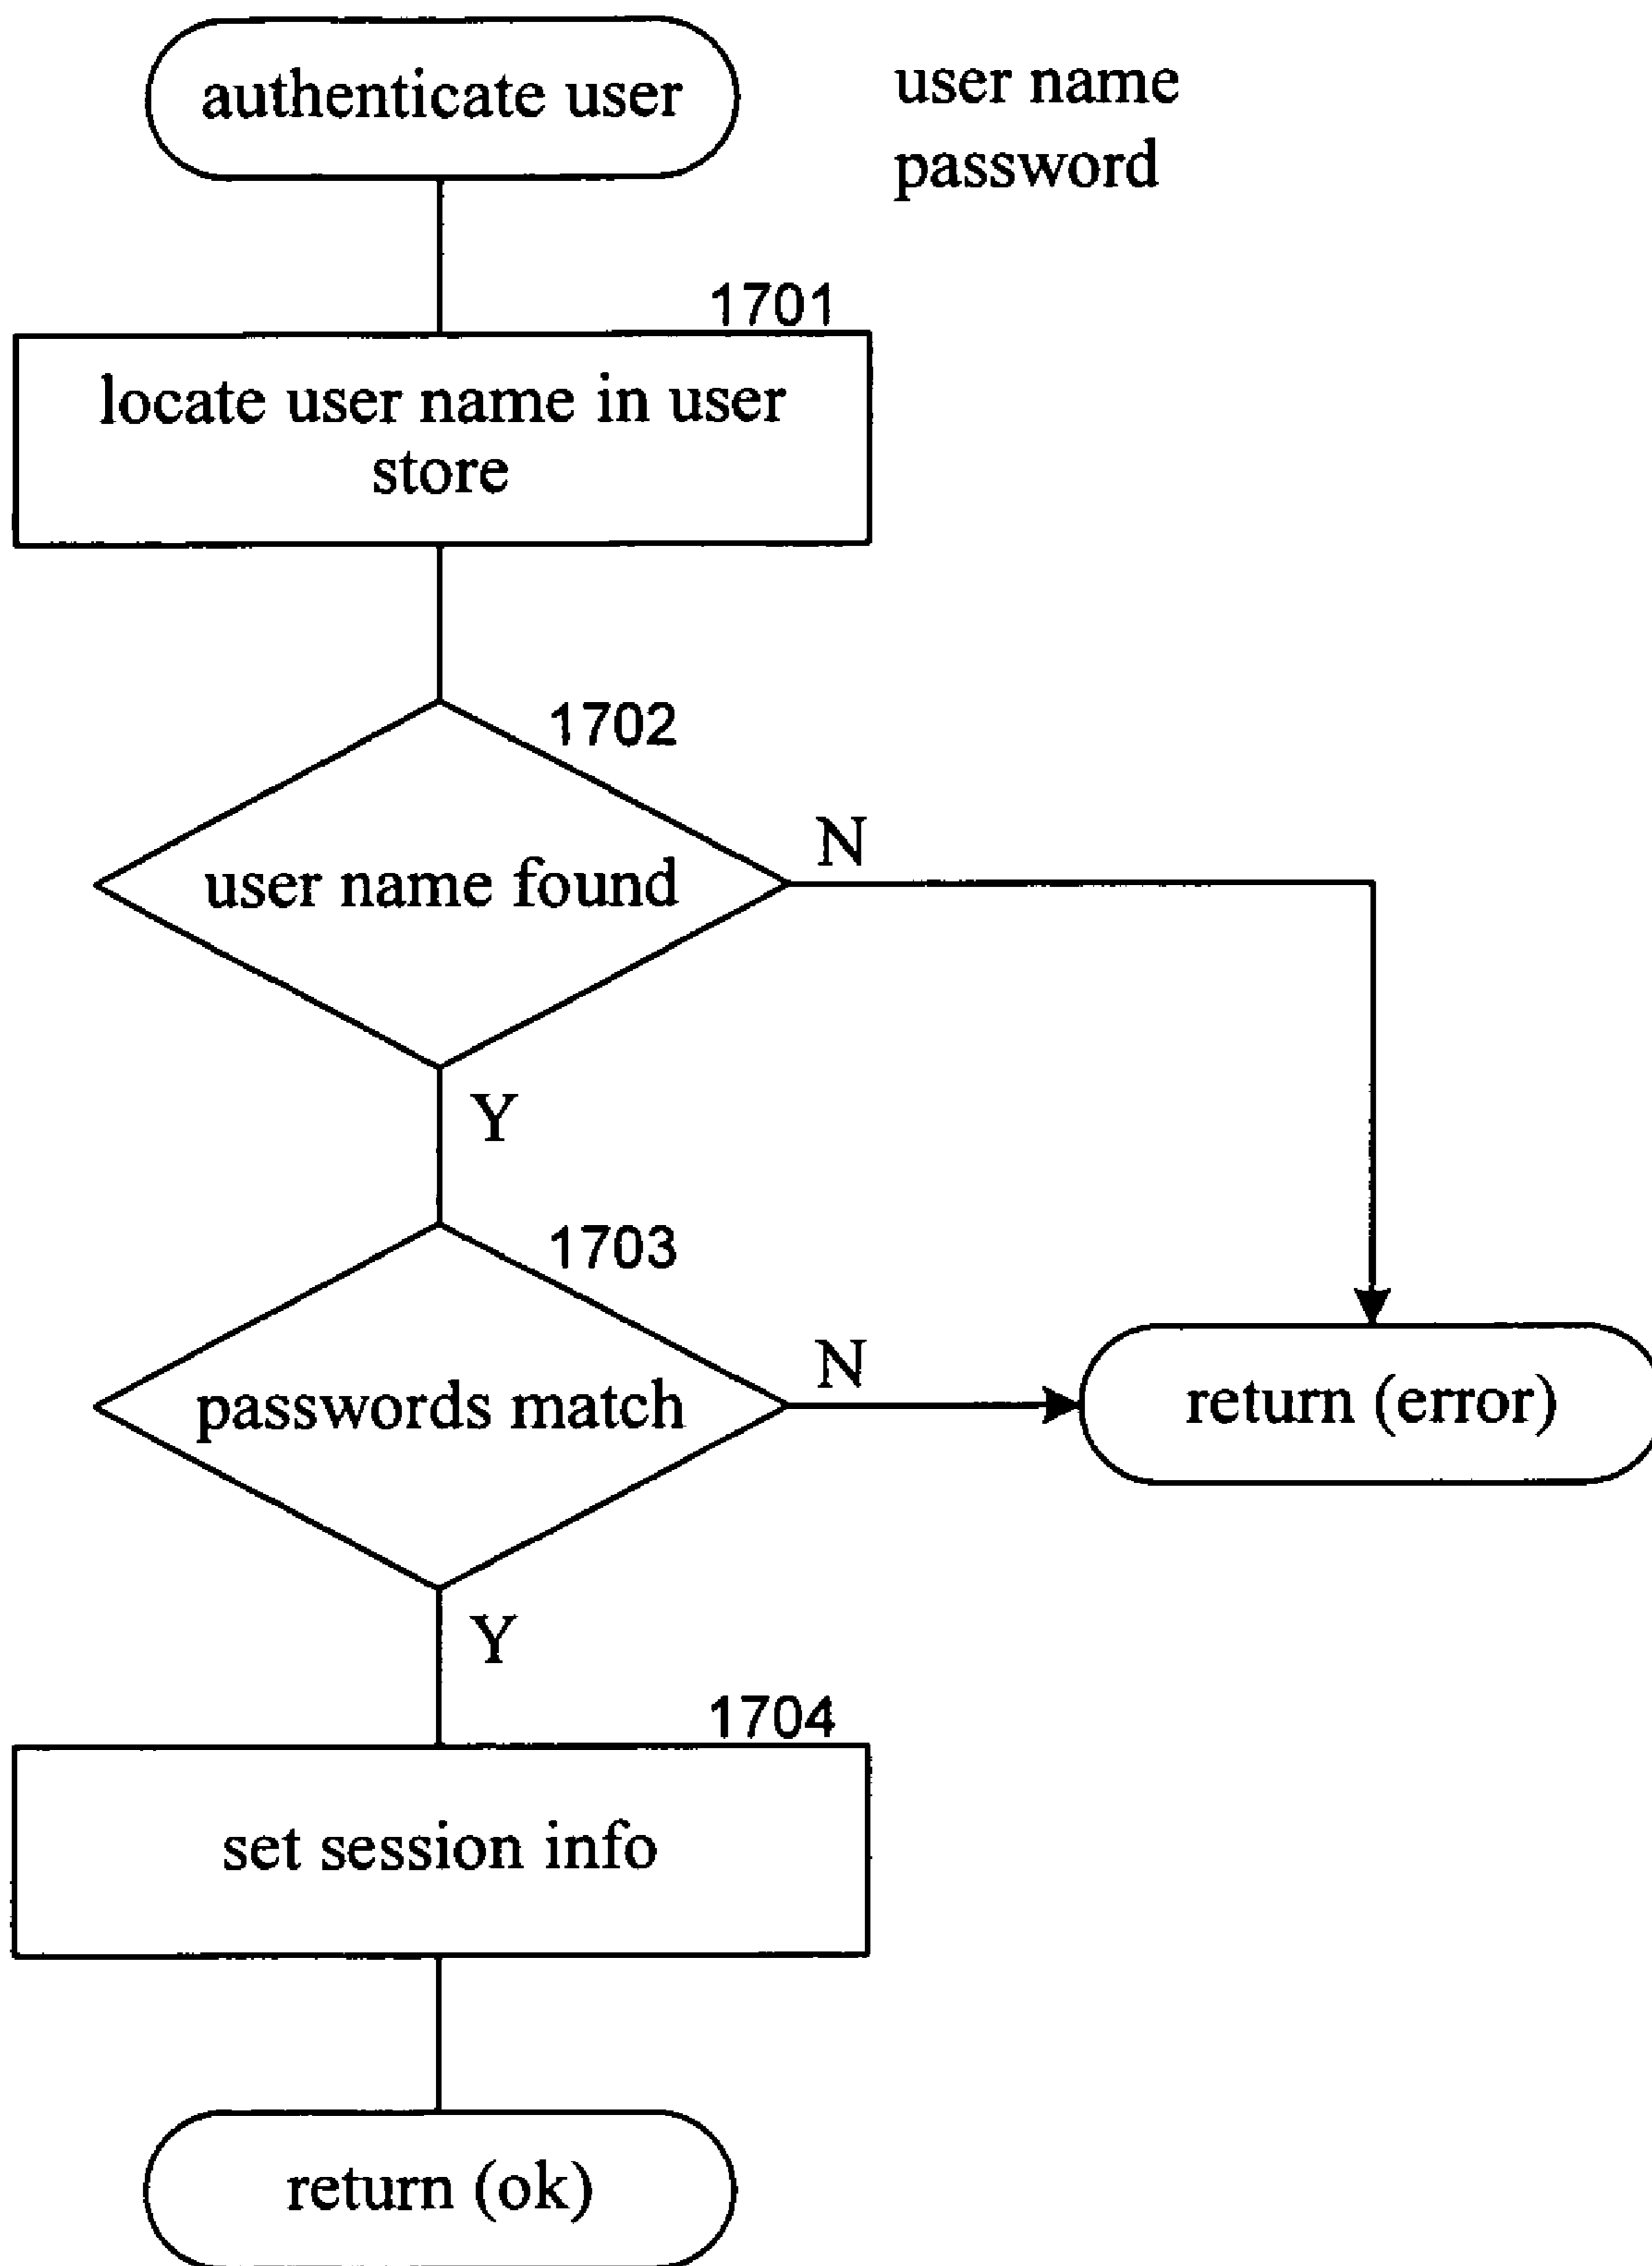 authenticate user
user name
password
1701
locate user name in user
store
1702
user name found
N
Y
1703
passwords match
N
return (error)
Y
1704
set session info
return (ok)